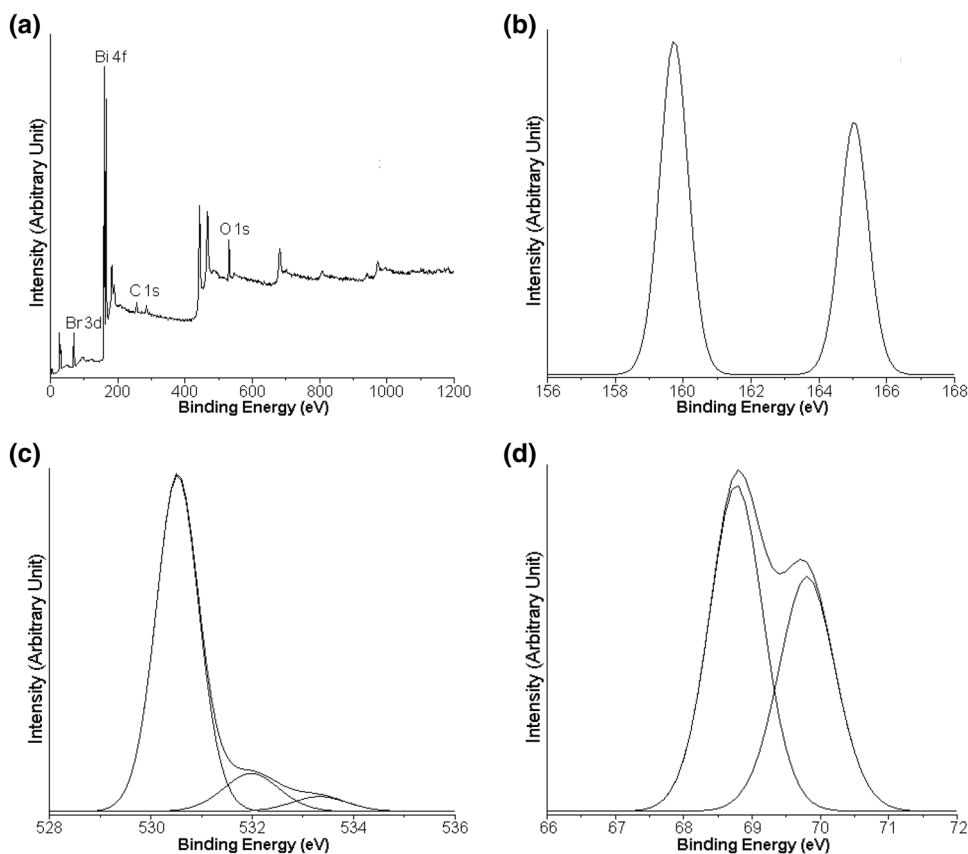 (a)
Bi 4f
O 1s
C 1s
Br 3d
Intensity (Arbitrary Unit)
0 200 400 600 800 1000 1200
Binding Energy (eV)
(b)
Intensity (Arbitrary Unit)
156 158 160 162 164 166 168
Binding Energy (eV)
(c)
Intensity (Arbitrary Unit)
528 530 532 534 536
Binding Energy (eV)
(d)
Intensity (Arbitrary Unit)
66 67 68 69 70 71 72
Binding Energy (eV)